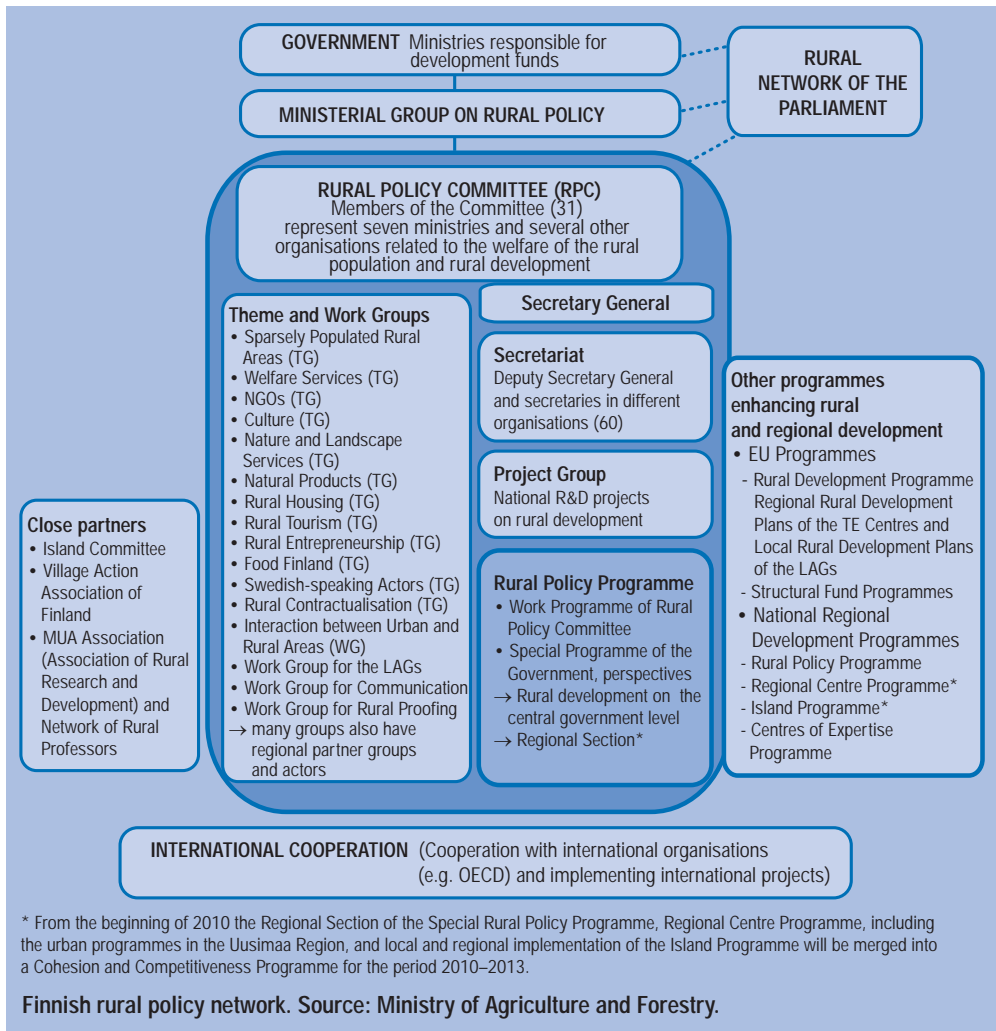 GOVERNMENT Ministries responsible for
development funds
RURAL
NETWORK OF THE
PARLIAMENT
MINISTERIAL GROUP ON RURAL POLICY
RURAL POLICY COMMITTEE (RPC)
Members of the Committee (31)
represent seven ministries and several other
organisations related to the welfare of the rural
population and rural development
Theme and Work Groups
• Sparsely Populated Rural
Areas (TG)
• Welfare Services (TG)
• NGOs (TG)
• Culture (TG)
• Nature and Landscape
Services (TG)
• Natural Products (TG)
• Rural Housing (TG)
• Rural Tourism (TG)
• Rural Entrepreneurship (TG)
• Food Finland (TG)
• Swedish-speaking Actors (TG)
• Rural Contractualisation (TG)
• Interaction between Urban and
Rural Areas (WG)
• Work Group for the LAGs
• Work Group for Communication
• Work Group for Rural Proofing
→ many groups also have
regional partner groups
and actors
Secretary General
Secretariat
Deputy Secretary General
and secretaries in different
organisations (60)
Project Group
National R&D projects
on rural development
Rural Policy Programme
• Work Programme of Rural
Policy Committee
• Special Programme of the
Government, perspectives
→ Rural development on the
central government level
→ Regional Section*
Close partners
• Island Committee
• Village Action
Association of
Finland
• MUA Association
(Association of Rural
Research and
Development) and
Network of Rural
Professors
Other programmes
enhancing rural
and regional development
• EU Programmes
- Rural Development Programme
Regional Rural Development
Plans of the TE Centres and
Local Rural Development Plans
of the LAGs
- Structural Fund Programmes
• National Regional
Development Programmes
- Rural Policy Programme
- Regional Centre Programme*
- Island Programme*
- Centres of Expertise
Programme
INTERNATIONAL COOPERATION (Cooperation with international organisations
(e.g. OECD) and implementing international projects)
* From the beginning of 2010 the Regional Section of the Special Rural Policy Programme, Regional Centre Programme, including
the urban programmes in the Uusimaa Region, and local and regional implementation of the Island Programme will be merged into
a Cohesion and Competitiveness Programme for the period 2010–2013.
Finnish rural policy network. Source: Ministry of Agriculture and Forestry.